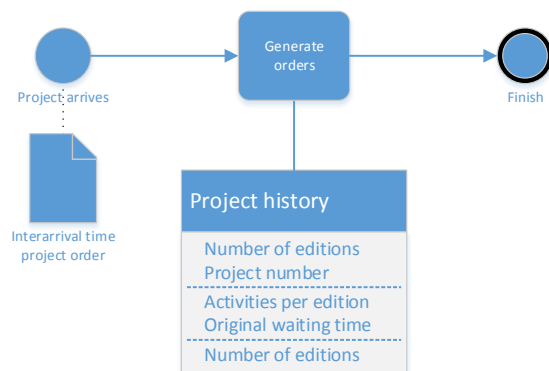 Generate
orders
Project arrives
Finish
Interarrival time
project order
Project history
Number of editions
Project number
Activities per edition
Original waiting time
Number of editions